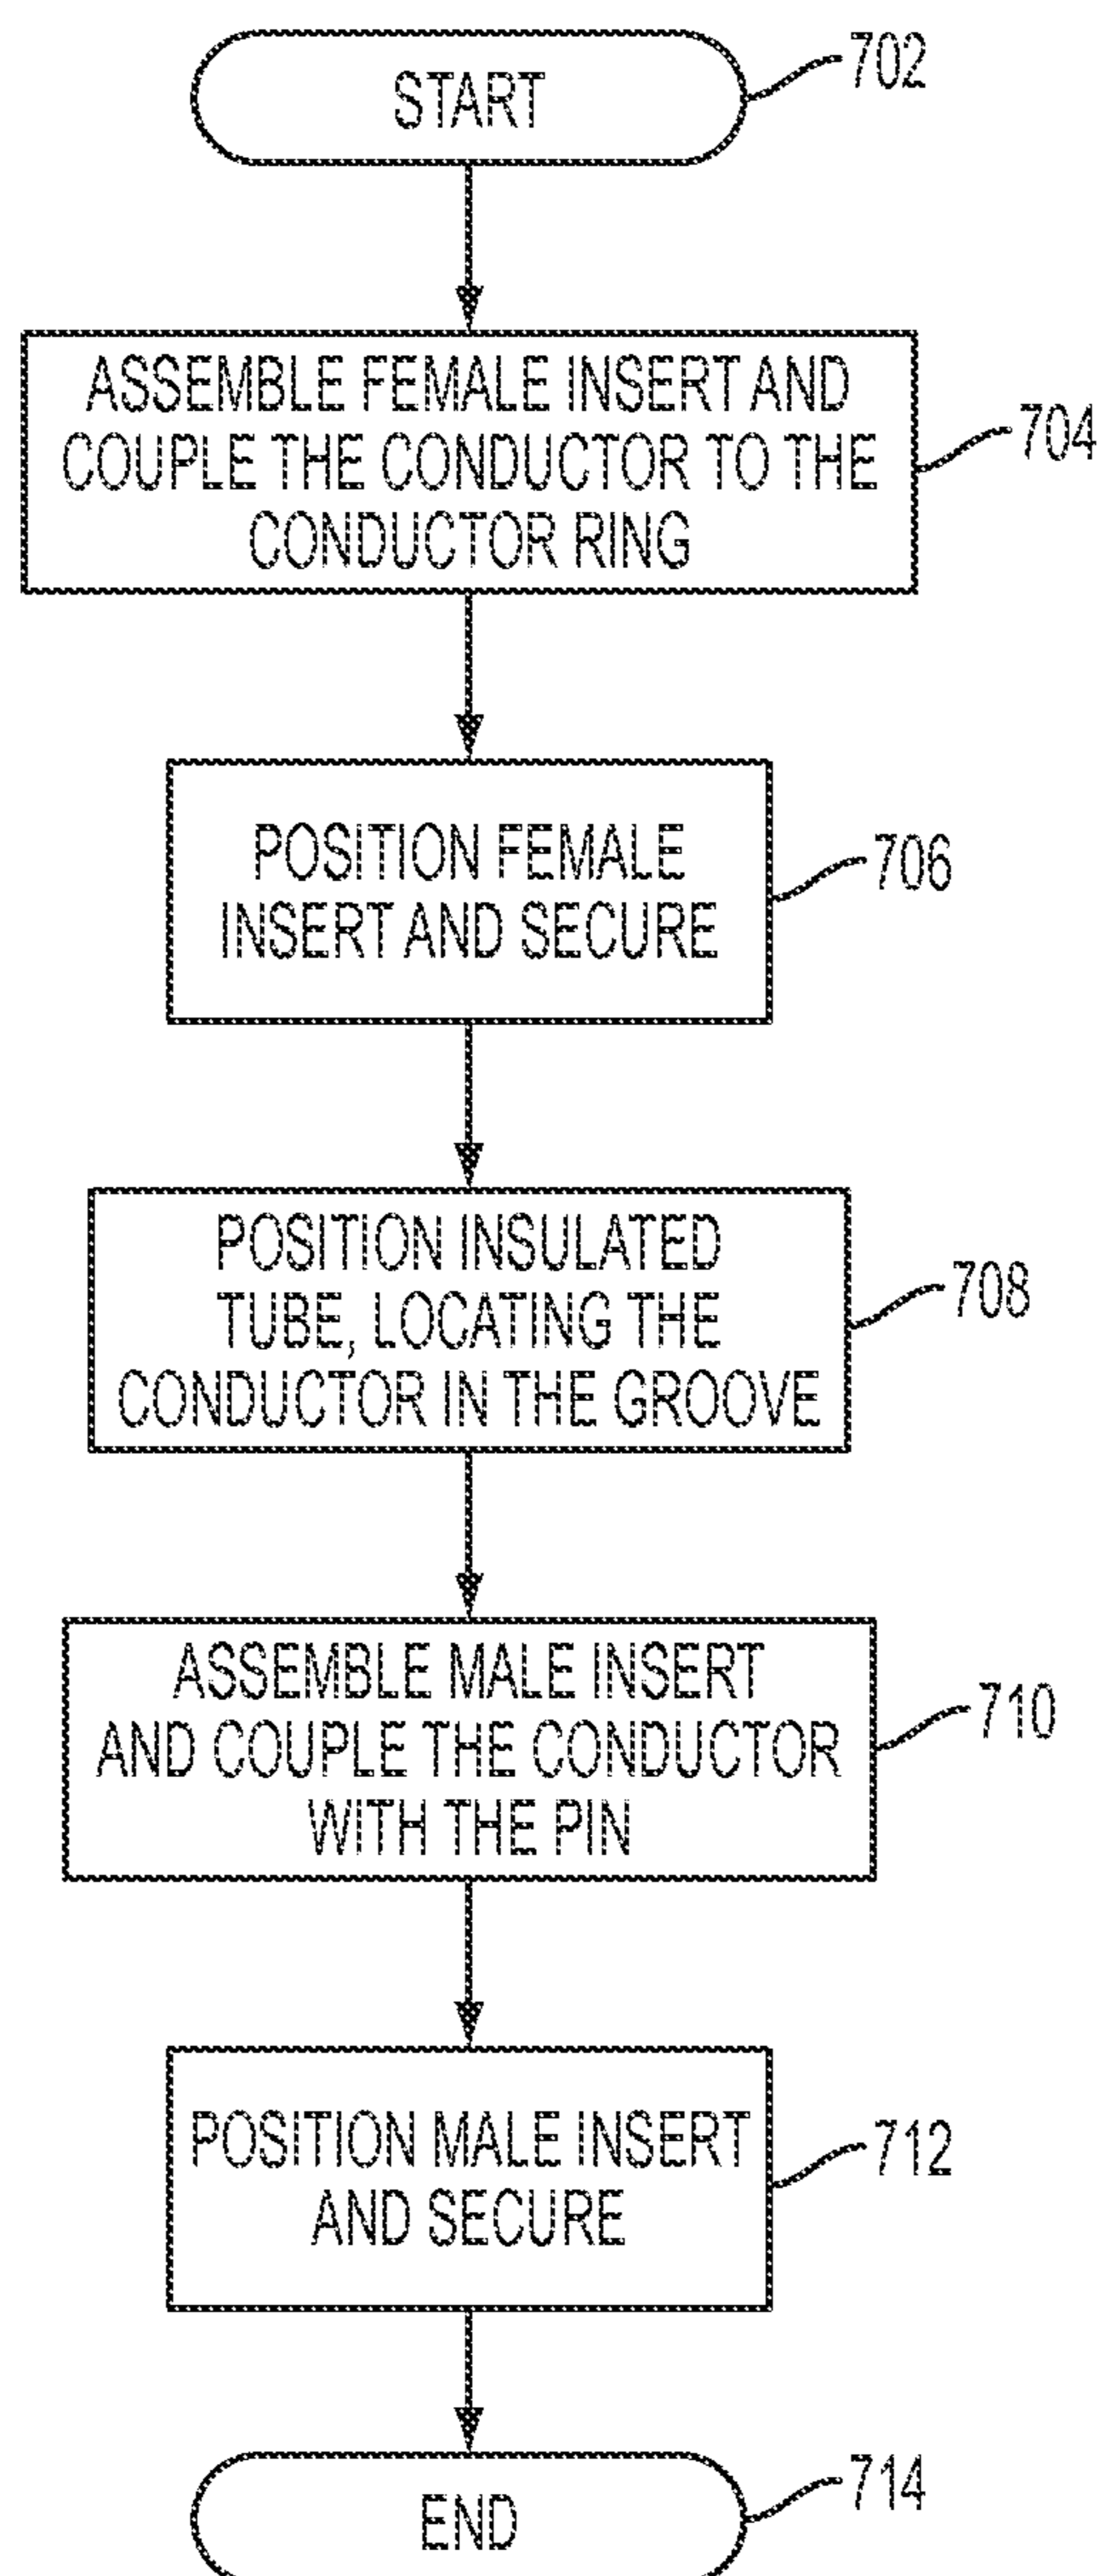 START
702
ASSEMBLE FEMALE INSERT AND
COUPLE THE CONDUCTOR TO THE
CONDUCTOR RING
704
POSITION FEMALE
INSERT AND SECURE
706
POSITION INSULATED
TUBE, LOCATING THE
CONDUCTOR IN THE GROOVE
708
ASSEMBLE MALE INSERT
AND COUPLE THE CONDUCTOR
WITH THE PIN
710
POSITION MALE INSERT
AND SECURE
712
END
714